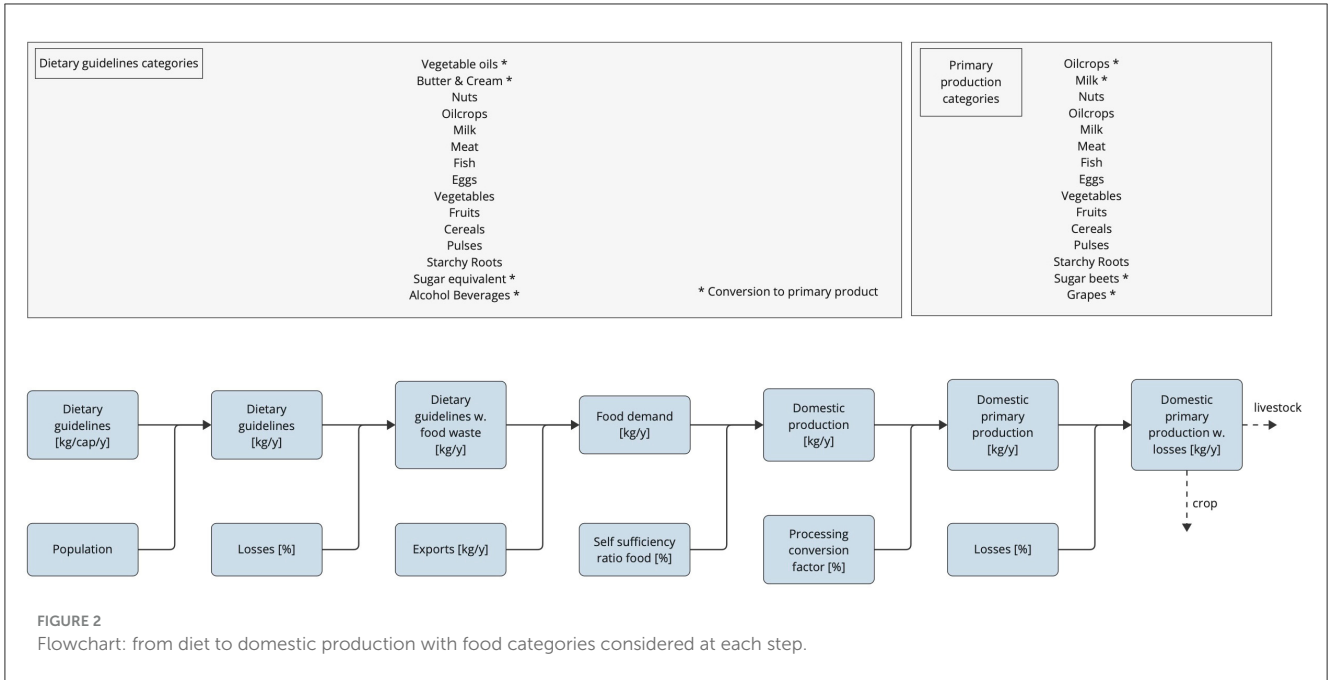 Dietary guidelines categories
Vegetable oils *
Butter & Cream *
Nuts
Oilcrops
Milk
Meat
Fish
Eggs
Vegetables
Fruits
Cereals
Pulses
Starchy Roots
Sugar equivalent *
Alcohol Beverages *
* Conversion to primary product
Primary
production
categories
Oilcrops *
Milk *
Nuts
Oilcrops
Milk
Meat
Fish
Eggs
Vegetables
Fruits
Cereals
Pulses
Starchy Roots
Sugar beets *
Grapes *
Dietary
guidelines
[kg/cap/y]
Dietary
guidelines
[kg/y]
Dietary
guidelines w.
food waste
[kg/y]
Food demand
[kg/y]
Domestic
production
[kg/y]
Domestic
primary
production
[kg/y]
Domestic
primary
production w.
losses [kg/y]
livestock
crop
Population
Losses [%]
Exports [kg/y]
Self sufficiency
ratio food [%]
Processing
conversion
factor [%]
Losses [%]
FIGURE 2
Flowchart: from diet to domestic production with food categories considered at each step.